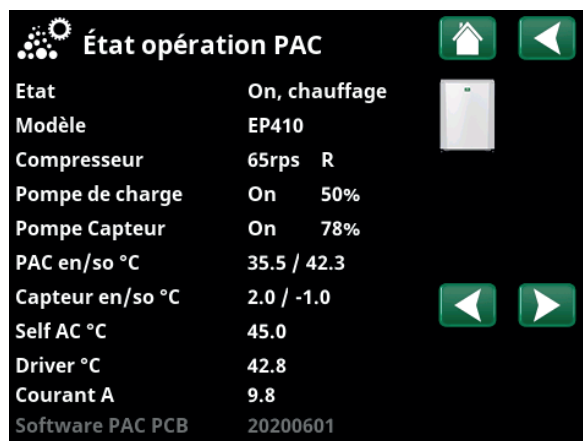 État opération PAC
Etat On, chauffage
Modèle EP410
Compresseur 65rps R
Pompe de charge On 50%
Pompe Capteur On 78%
PAC en/so °C 35.5 / 42.3
Capteur en/so °C 2.0 / -1.0
Self AC °C 45.0
Driver °C 42.8
Courant A 9.8
Software PAC PCB 20200601